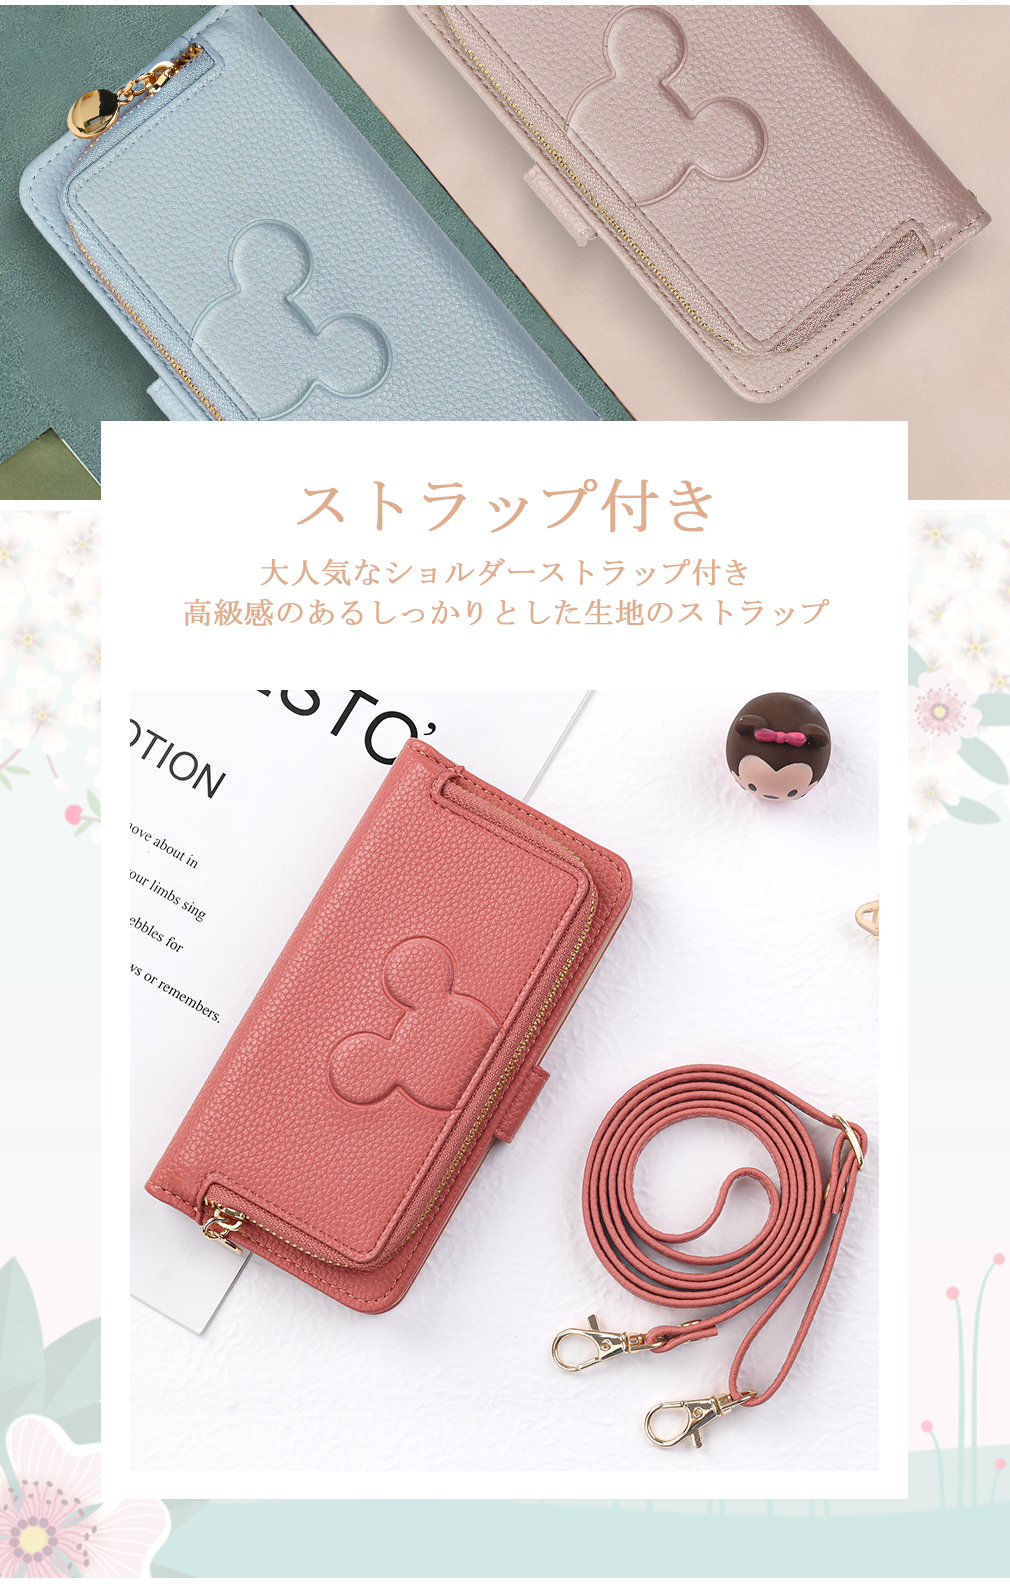 ストラップ付き
大人気なショルダーストラップ付き
高級感のあるしっかりとした生地のストラップ
STO’
OTION
ove about in
our limbs sing
ebbles for
ws or remembers.